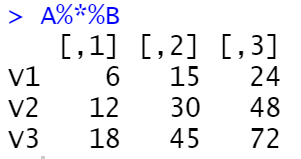 > A%*%B
[,1] [,2] [,3]
v1 6 15 24
v2 12 30 48
v3 18 45 72